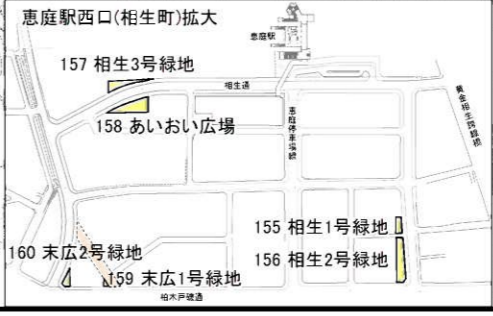 恵庭駅西口(相生町)拡大
恵庭駅
157 相生3号緑地
相生通
158 あいおい広場
恵庭停車場線
黄金相生跨線橋
155 相生1号緑地
156 相生2号緑地
160 末広2号緑地
159 末広1号緑地
柏木戸磯通